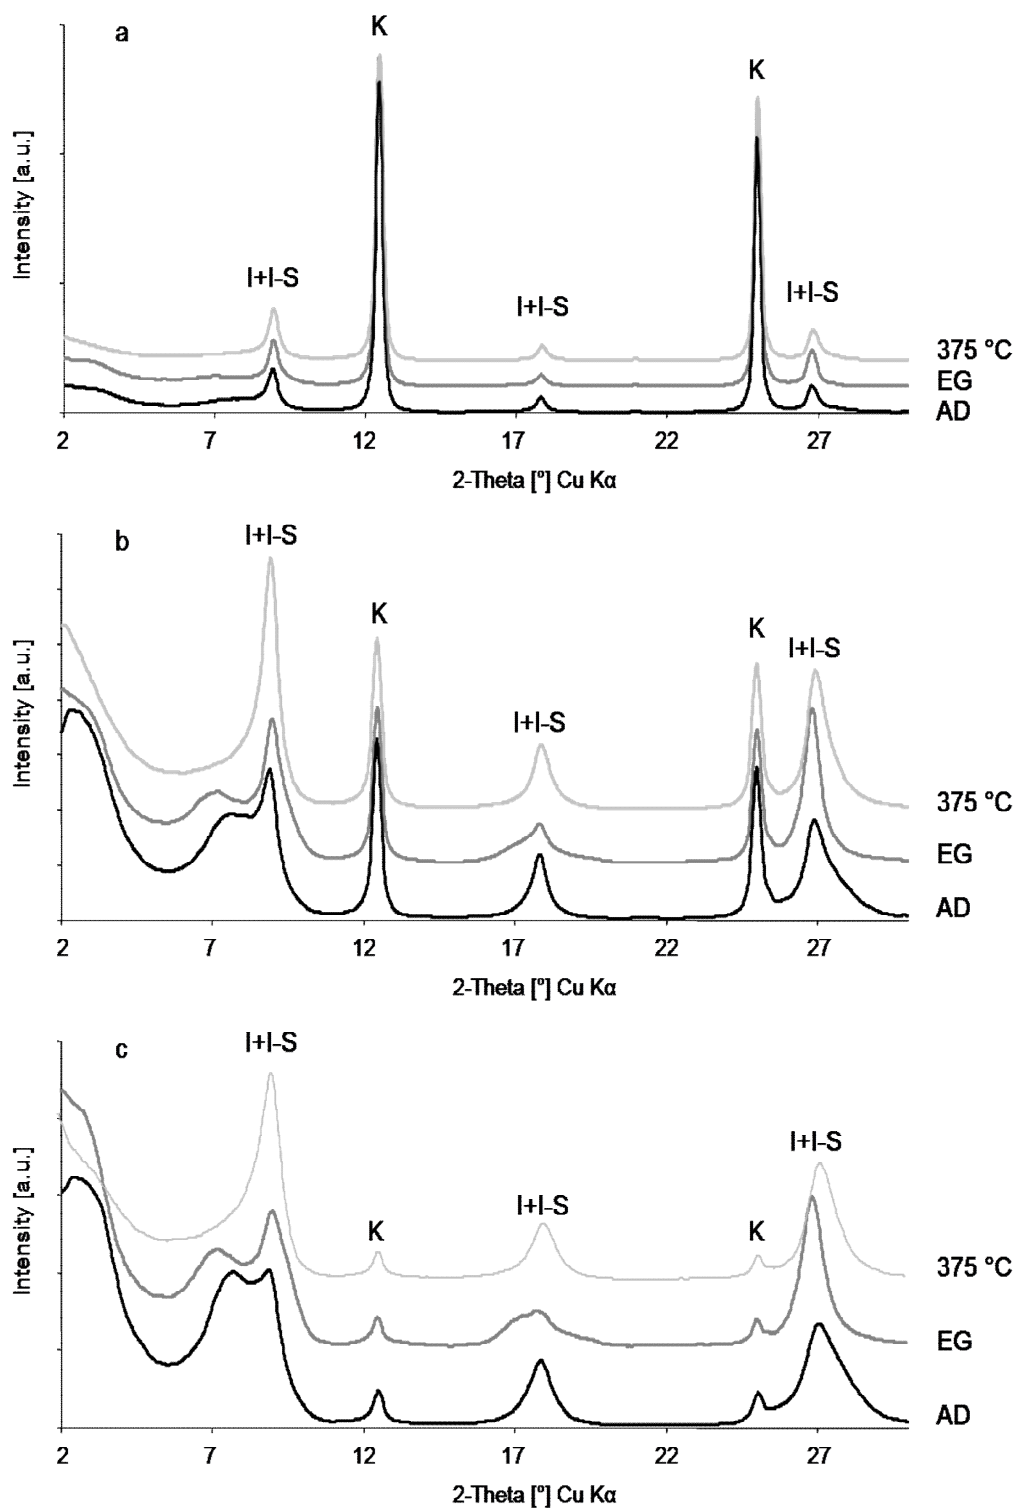 a
K
K
I+I-S
I+I-S
I+I-S
Intensity [a.u.]
375 °C
EG
AD
2 7 12 17 22 27
2-Theta [º] Cu Kα
b
I+I-S
K
K
I+I-S
I+I-S
Intensity [a.u.]
375 °C
EG
AD
2 7 12 17 22 27
2-Theta [º] Cu Kα
c
I+I-S
I+I-S
I+I-S
K
K
Intensity [a.u.]
375 °C
EG
AD
2 7 12 17 22 27
2-Theta [º] Cu Kα